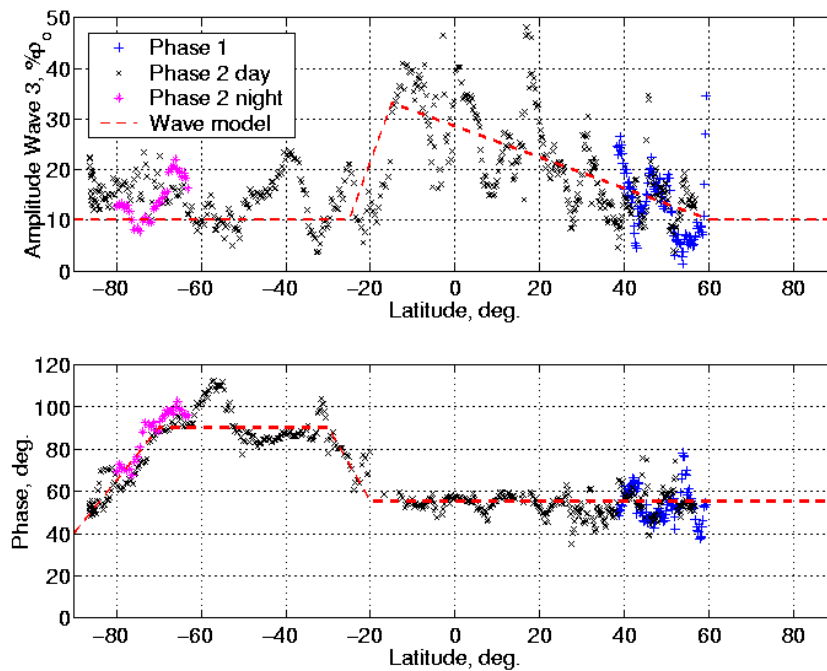 50
40
30
20
10
0
Amplitude Wave 3, %φo
Phase 1
Phase 2 day
Phase 2 night
Wave model
−80 −60 −40 −20 0 20 40 60 80
Latitude, deg.
120
100
80
60
40
20
0
Phase, deg.
−80 −60 −40 −20 0 20 40 60 80
Latitude, deg.